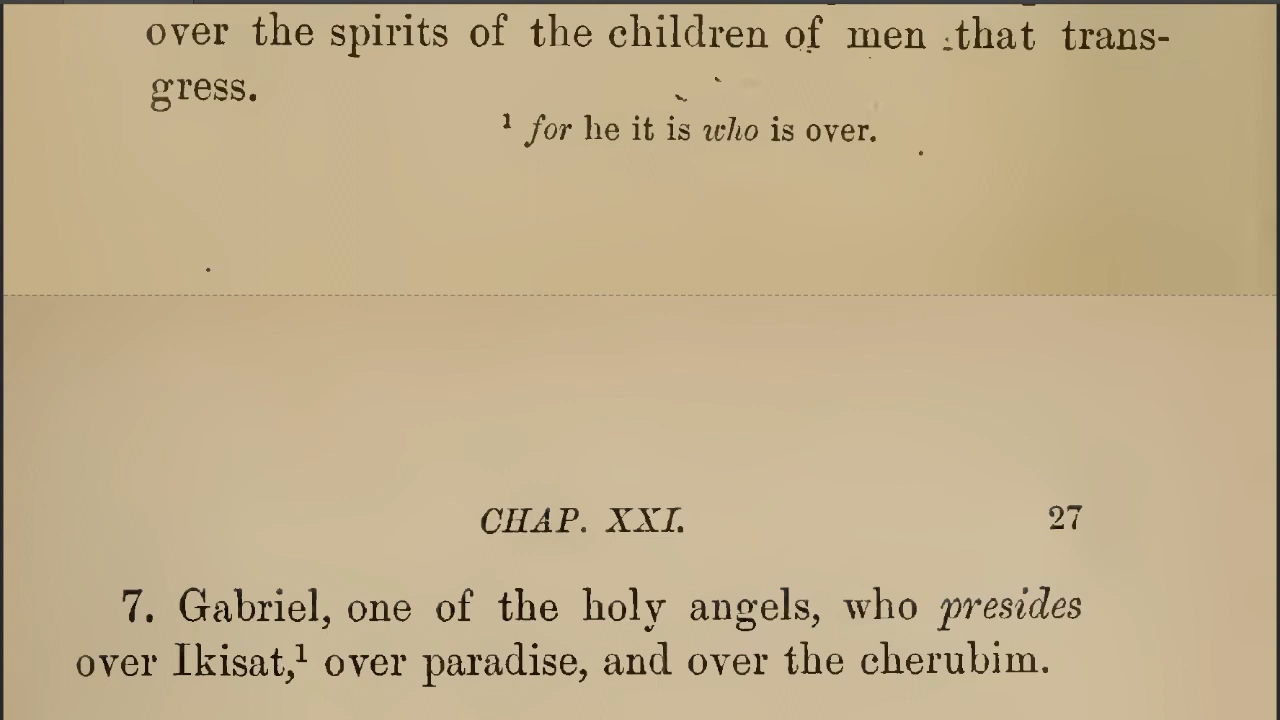 over the spirits of the children of men that trans-
gress.
¹ for he it is who is over.
CHAP. XXI. 27
7. Gabriel, one of the holy angels, who presides
over Ikisat,¹ over paradise, and over the cherubim.